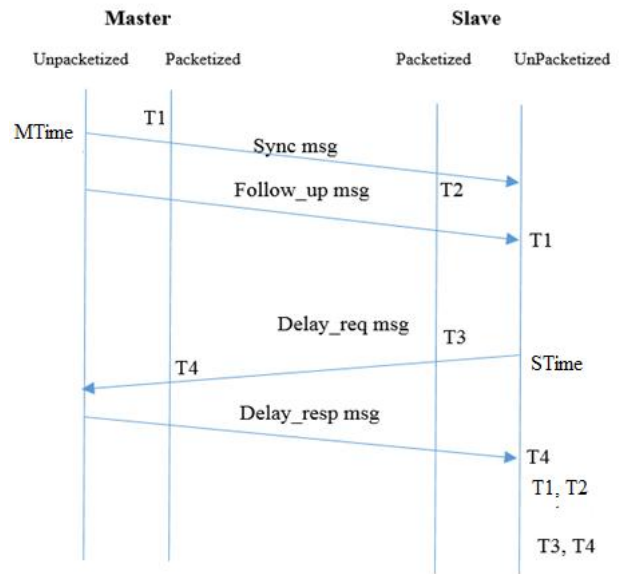 Master Slave
Unpacketized Packetized Packetized UnPacketized
T1
MTime
Sync msg
Follow_up msg T2
T1
Delay_req msg
T3
T4 STime
Delay_resp msg
T4
T1, T2
T3, T4